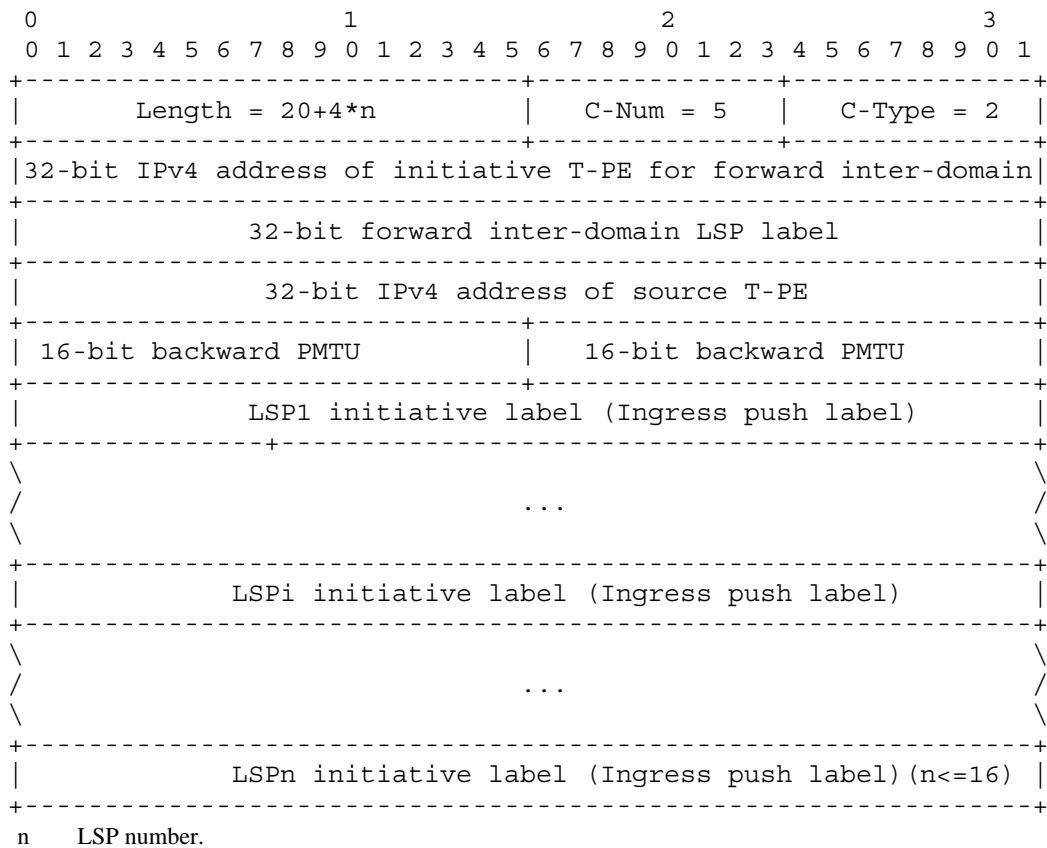 0 1 2 3
0 1 2 3 4 5 6 7 8 9 0 1 2 3 4 5 6 7 8 9 0 1 2 3 4 5 6 7 8 9 0 1
+-------------------------------+---------------+---------------+
| Length = 20+4*n | C-Num = 5 | C-Type = 2 |
+-------------------------------+---------------+---------------+
|32-bit IPv4 address of initiative T-PE for forward inter-domain|
+---------------------------------------------------------------+
| 32-bit forward inter-domain LSP label |
+---------------------------------------------------------------+
| 32-bit IPv4 address of source T-PE |
+-------------------------------+-------------------------------+
| 16-bit backward PMTU | 16-bit backward PMTU |
+-------------------------------+-------------------------------+
| LSP1 initiative label (Ingress push label) |
+---------------+-----------------------------------------------+
\ \
/ ... /
\ \
+---------------------------------------------------------------+
| LSPi initiative label (Ingress push label) |
+---------------------------------------------------------------+
\ \
/ ... /
\ \
+---------------------------------------------------------------+
| LSPn initiative label (Ingress push label)(n<=16) |
+---------------------------------------------------------------+
n LSP number.